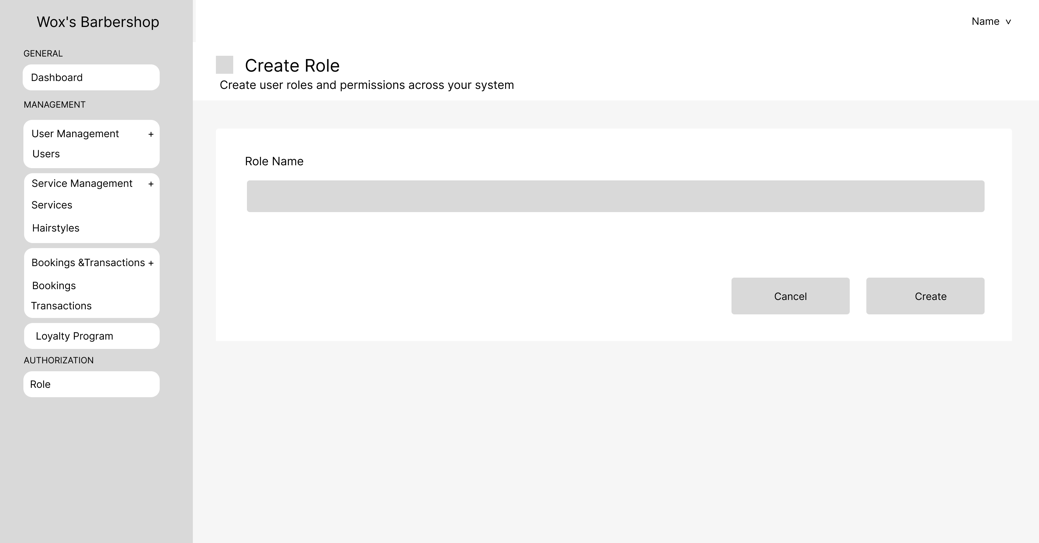 Wox's Barbershop
Name v
GENERAL
Dashboard
MANAGEMENT
User Management +
Users
Service Management +
Services
Hairstyles
Bookings &Transactions +
Bookings
Transactions
Loyalty Program
AUTHORIZATION
Role
Create Role
Create user roles and permissions across your system
Role Name
Cancel
Create